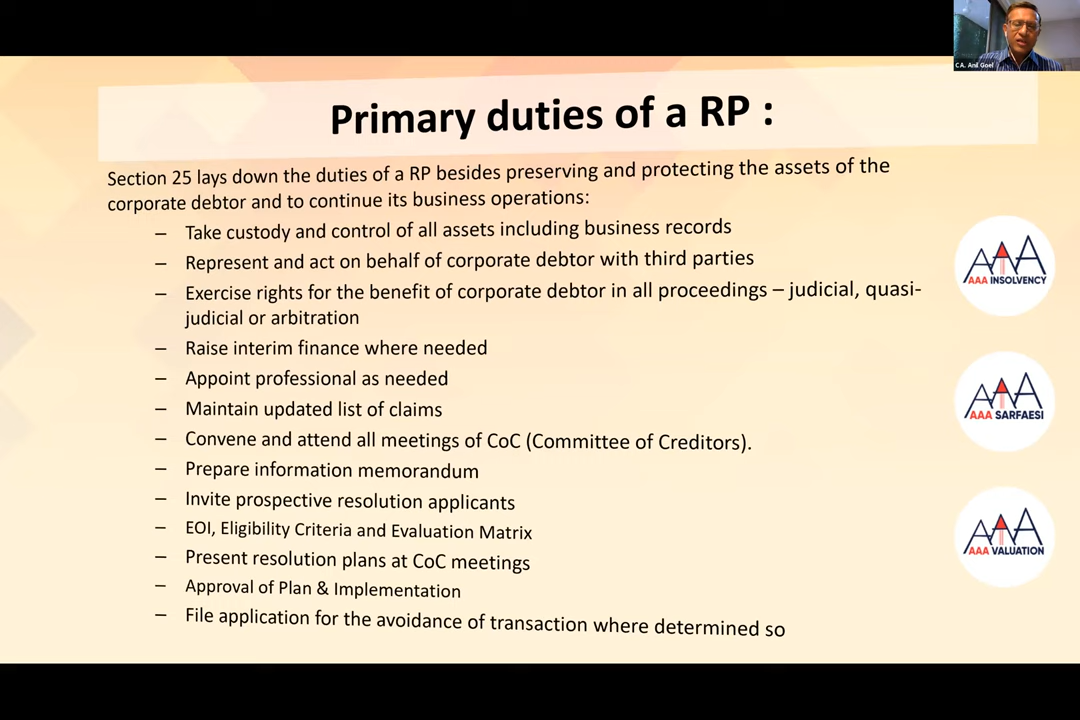 C A. Anil Goel
Primary duties of a RP :
Section 25 lays down the duties of a RP besides preserving and protecting the assets of the
corporate debtor and to continue its business operations:
– Take custody and control of all assets including business records
– Represent and act on behalf of corporate debtor with third parties
– Exercise rights for the benefit of corporate debtor in all proceedings – judicial, quasi-
judicial or arbitration
– Raise interim finance where needed
– Appoint professional as needed
– Maintain updated list of claims
– Convene and attend all meetings of CoC (Committee of Creditors).
– Prepare information memorandum
– Invite prospective resolution applicants
– EOI, Eligibility Criteria and Evaluation Matrix
– Present resolution plans at CoC meetings
– Approval of Plan & Implementation
– File application for the avoidance of transaction where determined so
AAA
AAA INSOLVENCY
AAA
AAA SARFAESI
AAA
AAA VALUATION